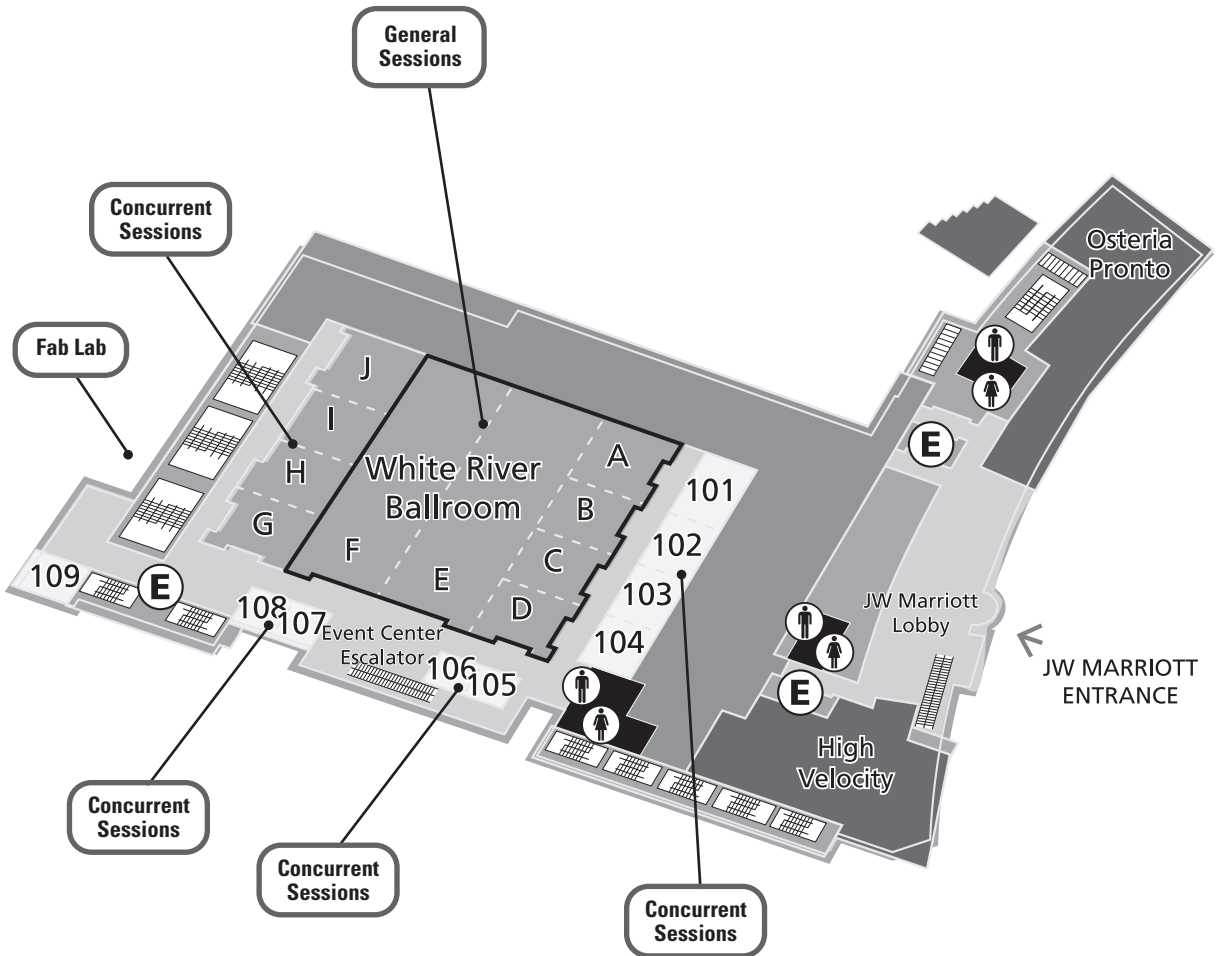 General
Sessions
Concurrent
Sessions
Fab Lab
Osteria
Pronto
J
I
H
G
White River
Ballroom
F
E
A
B
C
D
101
102
103
104
109
E
108
107
Event Center
Escalator
106
105
E
JW Marriott
Lobby
JW MARRIOTT
ENTRANCE
E
High
Velocity
Concurrent
Sessions
Concurrent
Sessions
Concurrent
Sessions